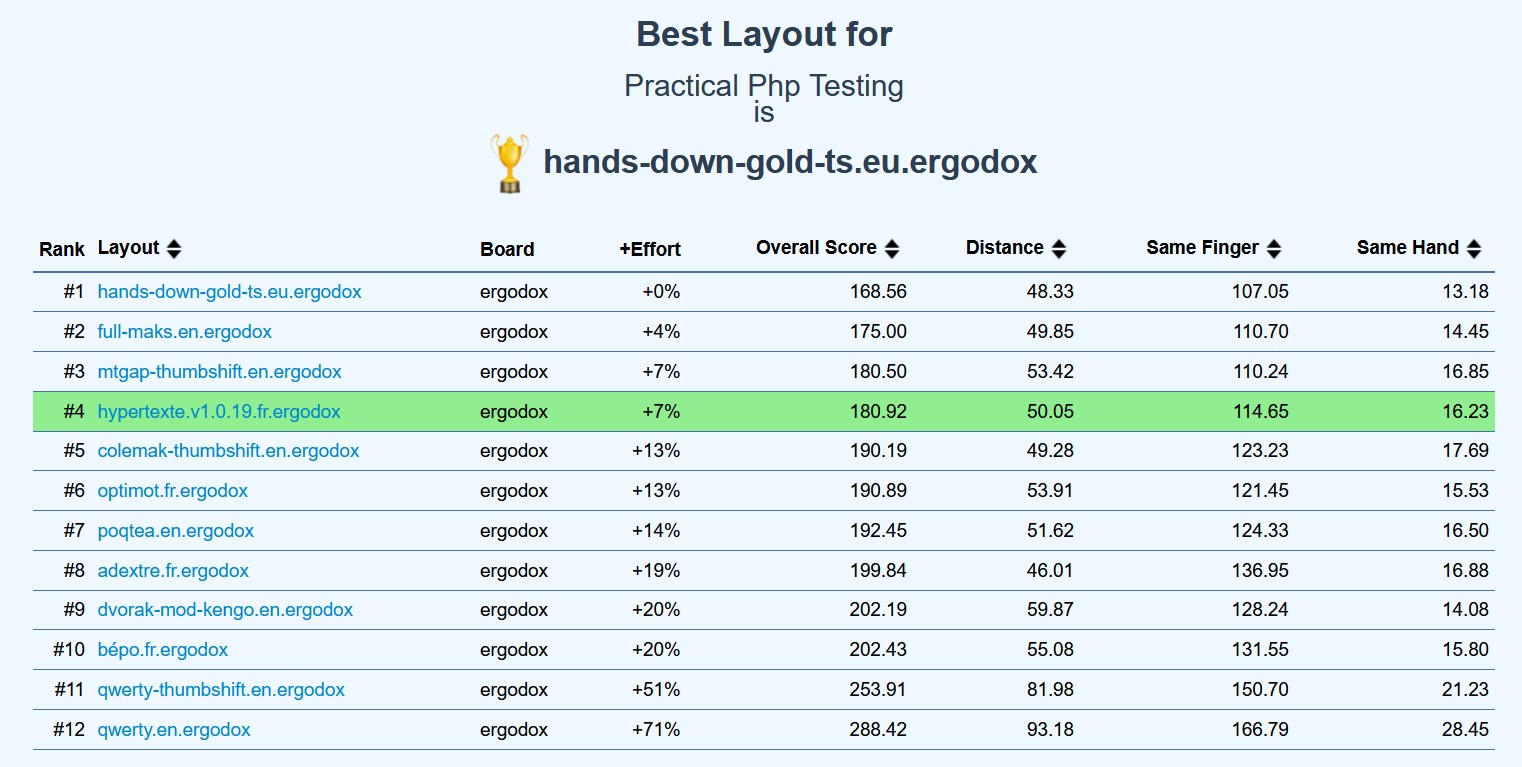 Best Layout for
Practical Php Testing
is
hands-down-gold-ts.eu.ergodox
Rank Layout Board +Effort Overall Score Distance Same Finger Same Hand
#1 hands-down-gold-ts.eu.ergodox ergodox +0% 168.56 48.33 107.05 13.18
#2 full-maks.en.ergodox ergodox +4% 175.00 49.85 110.70 14.45
#3 mtgap-thumbshift.en.ergodox ergodox +7% 180.50 53.42 110.24 16.85
#4 hypertexte.v1.0.19.fr.ergodox ergodox +7% 180.92 50.05 114.65 16.23
#5 colemak-thumbshift.en.ergodox ergodox +13% 190.19 49.28 123.23 17.69
#6 optimot.fr.ergodox ergodox +13% 190.89 53.91 121.45 15.53
#7 poqtea.en.ergodox ergodox +14% 192.45 51.62 124.33 16.50
#8 adextre.fr.ergodox ergodox +19% 199.84 46.01 136.95 16.88
#9 dvorak-mod-kengo.en.ergodox ergodox +20% 202.19 59.87 128.24 14.08
#10 bépo.fr.ergodox ergodox +20% 202.43 55.08 131.55 15.80
#11 qwerty-thumbshift.en.ergodox ergodox +51% 253.91 81.98 150.70 21.23
#12 qwerty.en.ergodox ergodox +71% 288.42 93.18 166.79 28.45